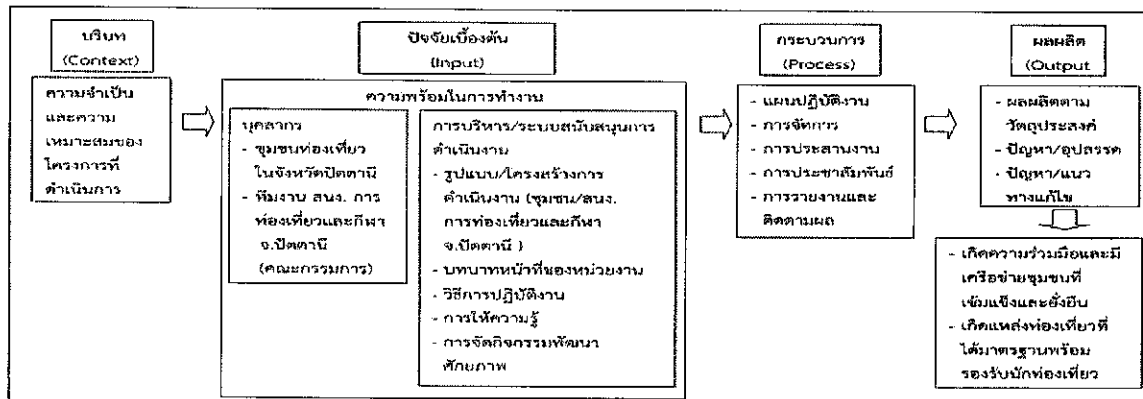 บริบท
(Context)
ความจำเป็น
และความ
เหมาะสมของ
โครงการที่
ดำเนินการ
ปัจจัยเบื้องต้น
(Input)
ความพร้อมในการทำงาน
บุคลากร
- ชุมชนท่องเที่ยว
ในจังหวัดปัตตานี
- ทีมงาน สนง. การ
ท่องเที่ยวและกีฬา
จ.ปัตตานี
(คณะกรรมการ)
การบริหาร/ระบบสนับสนุนการ
ดำเนินงาน
- รูปแบบ/โครงสร้างการ
ดำเนินงาน (ชุมชน/สนง.
การท่องเที่ยวและกีฬา
จ.ปัตตานี )
- บทบาทหน้าที่ของหน่วยงาน
- วิธีการปฏิบัติงาน
- การให้ความรู้
- การจัดกิจกรรมพัฒนา
ศักยภาพ
กระบวนการ
(Process)
- แผนปฏิบัติงาน
- การจัดการ
- การประสานงาน
- การประชาสัมพันธ์
- การรายงานและ
ติดตามผล
ผลผลิต
(Output
- ผลผลิตตาม
วัตถุประสงค์
- ปัญหา/อุปสรรค
- ปัญหา/แนว
ทางแก้ไข
- เกิดความร่วมมือและมี
เครือข่ายชุมชนที่
เข้มแข็งและยั่งยืน
- เกิดแหล่งท่องเที่ยวที่
ได้มาตรฐานพร้อม
รองรับนักท่องเที่ยว